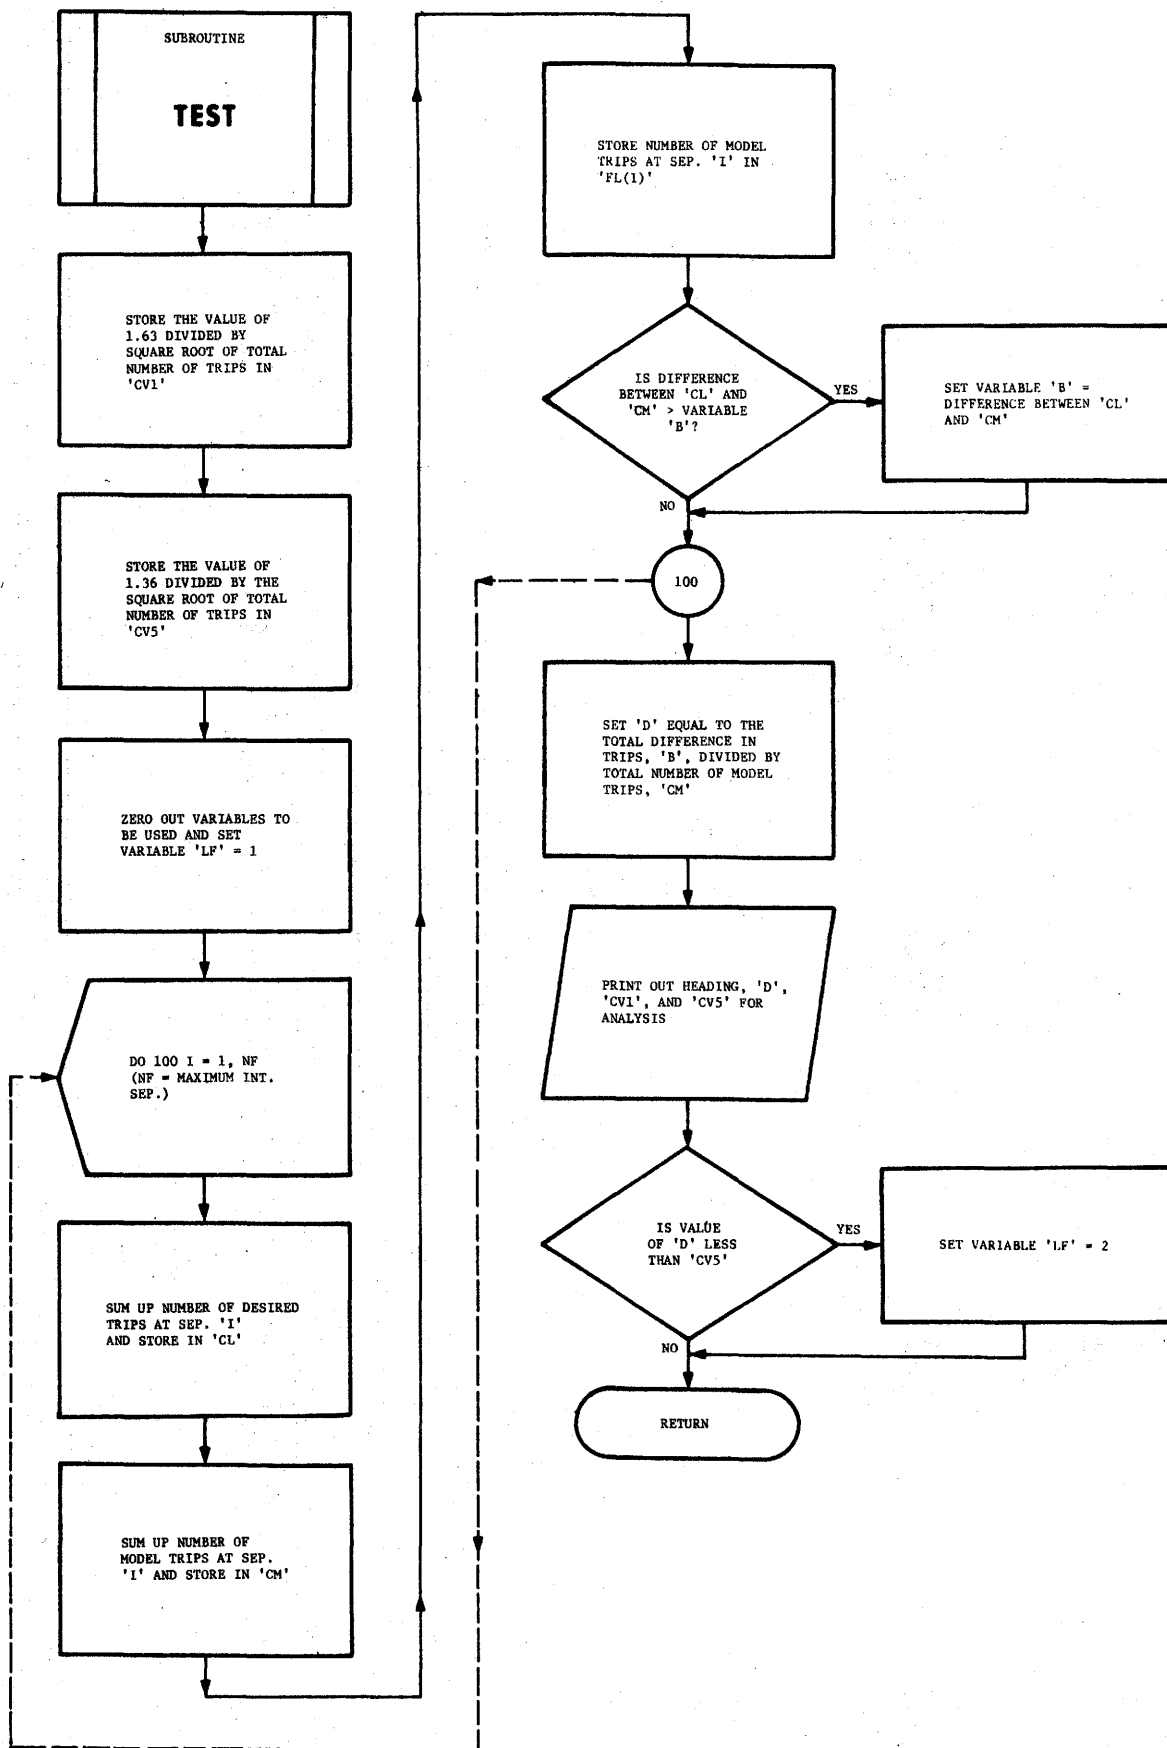 SUBROUTINE
TEST
STORE THE VALUE OF
1.63 DIVIDED BY
SQUARE ROOT OF TOTAL
NUMBER OF TRIPS IN
'CV1'
STORE THE VALUE OF
1.36 DIVIDED BY THE
SQUARE ROOT OF TOTAL
NUMBER OF TRIPS IN
'CV5'
ZERO OUT VARIABLES TO
BE USED AND SET
VARIABLE 'LF' = 1
DO 100 I = 1, NF
(NF = MAXIMUM INT.
SEP.)
SUM UP NUMBER OF DESIRED
TRIPS AT SEP. 'I'
AND STORE IN 'CL'
SUM UP NUMBER OF
MODEL TRIPS AT SEP.
'I' AND STORE IN 'CM'
STORE NUMBER OF MODEL
TRIPS AT SEP. 'I' IN
'FL(1)'
IS DIFFERENCE
BETWEEN 'CL' AND
'CM' > VARIABLE
'B'?
YES
SET VARIABLE 'B' =
DIFFERENCE BETWEEN 'CL'
AND 'CM'
NO
100
SET 'D' EQUAL TO THE
TOTAL DIFFERENCE IN
TRIPS, 'B', DIVIDED BY
TOTAL NUMBER OF MODEL
TRIPS, 'CM'
PRINT OUT HEADING, 'D',
'CV1', AND 'CV5' FOR
ANALYSIS
IS VALUE
OF 'D' LESS
THAN 'CV5'
YES
SET VARIABLE 'LF' = 2
NO
RETURN